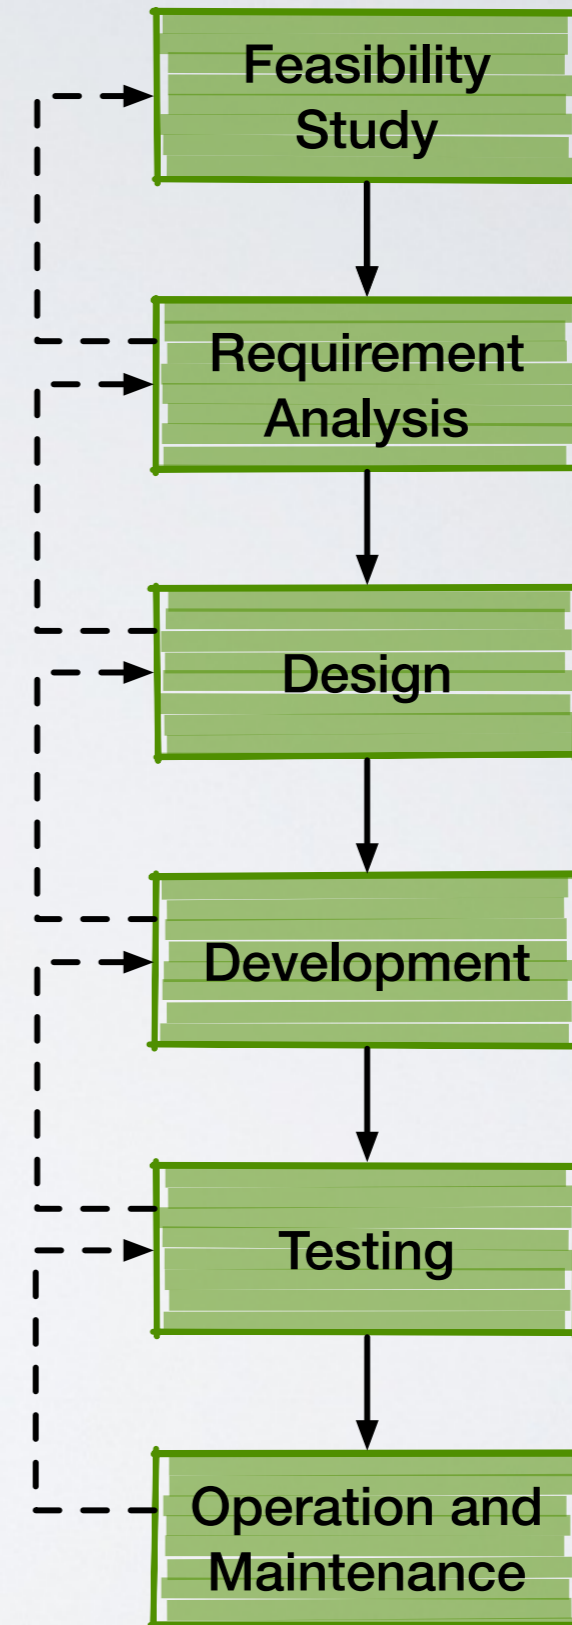 Feasibility
Study
Requirement
Analysis
Design
Development
Testing
Operation and
Maintenance